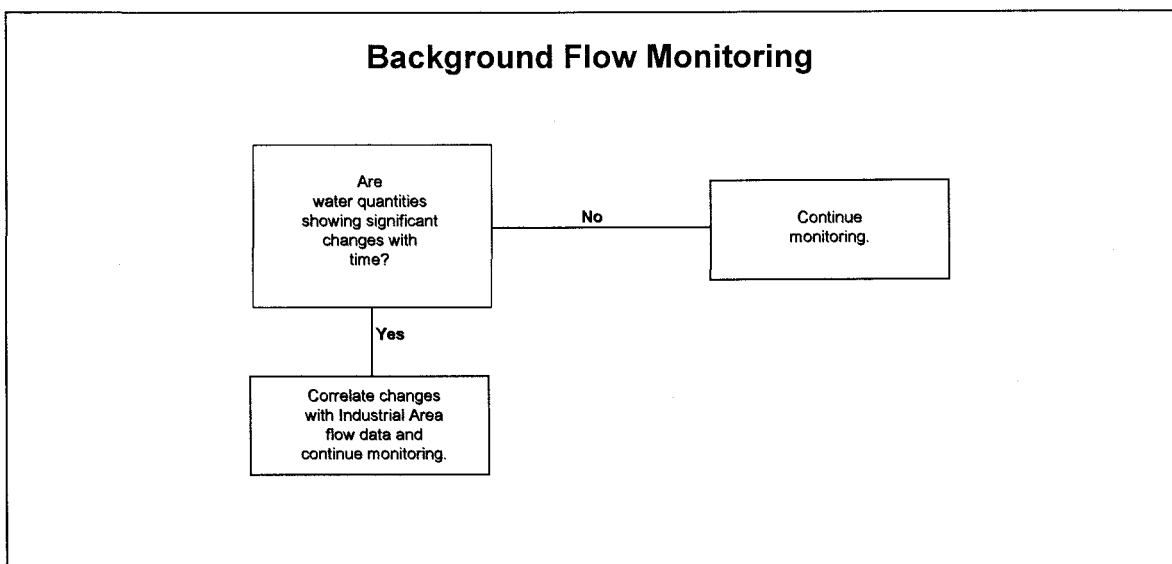 Background Flow Monitoring
Are
water quantities
showing significant
changes with
time?
No
Continue
monitoring.
Yes
Correlate changes
with Industrial Area
flow data and
continue monitoring.